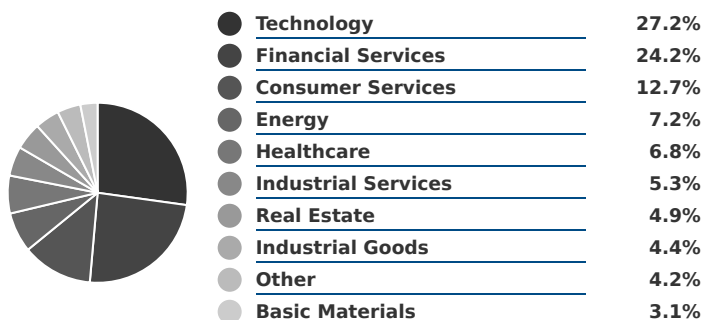 Technology 27.2%
Financial Services 24.2%
Consumer Services 12.7%
Energy 7.2%
Healthcare 6.8%
Industrial Services 5.3%
Real Estate 4.9%
Industrial Goods 4.4%
Other 4.2%
Basic Materials 3.1%